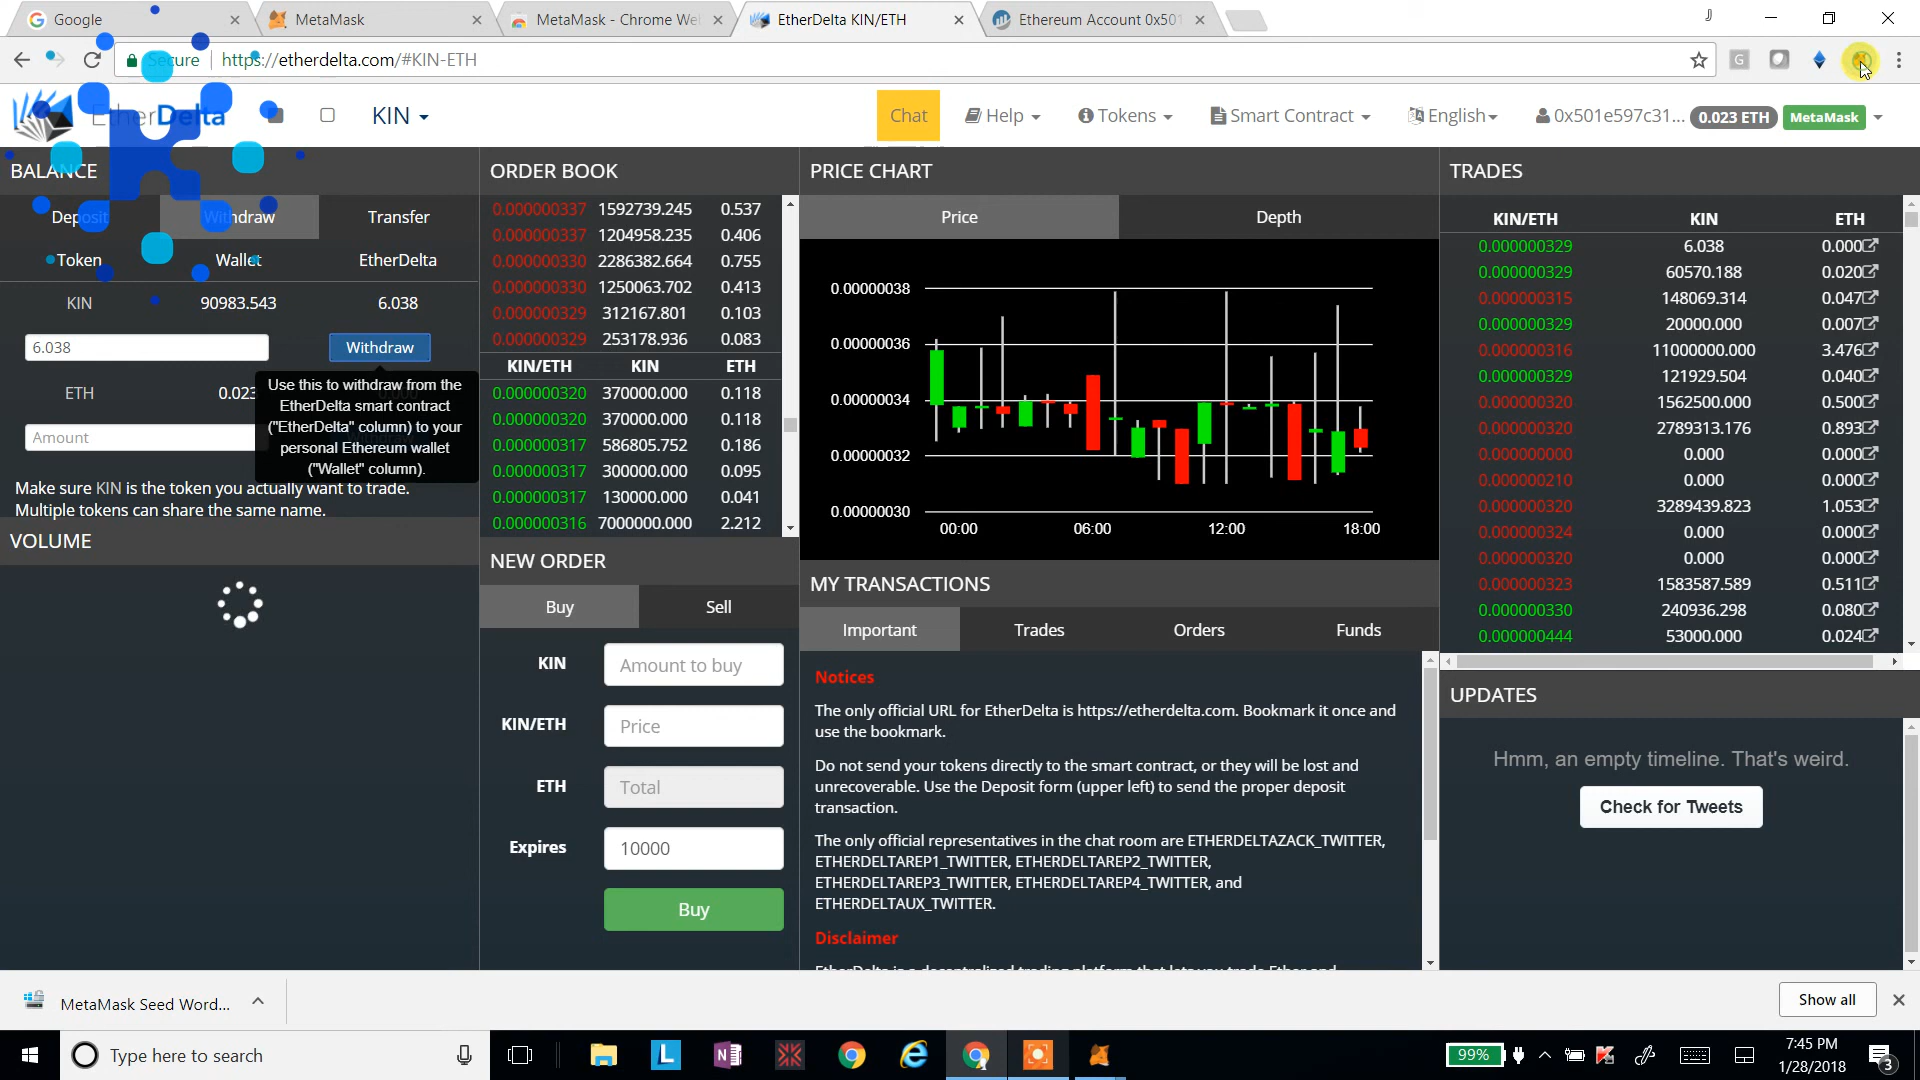 Google
MetaMask
MetaMask - Chrome Wel
EtherDelta KIN/ETH
Ethereum Account 0x501
Secure
https://etherdelta.com/#KIN-ETH
EtherDelta
KIN
Chat
Help
Tokens
Smart Contract
English
0x501e597c31...
0.023 ETH
MetaMask
BALANCE
Deposit Withdraw Transfer
Token Wallet EtherDelta
KIN 90983.543 6.038
6.038 Withdraw
ETH 0.023
Amount
Use this to withdraw from the
EtherDelta smart contract
("EtherDelta" column) to your
personal Ethereum wallet
("Wallet" column).
Make sure KIN is the token you actually want to trade.
Multiple tokens can share the same name.
VOLUME
ORDER BOOK
0.000000337 1592739.245 0.537
0.000000337 1204958.235 0.406
0.000000330 2286382.664 0.755
0.000000330 1250063.702 0.413
0.000000329 312167.801 0.103
0.000000329 253178.936 0.083
KIN/ETH KIN ETH
0.000000320 370000.000 0.118
0.000000320 370000.000 0.118
0.000000317 586805.752 0.186
0.000000317 300000.000 0.095
0.000000317 130000.000 0.041
0.000000316 7000000.000 2.212
NEW ORDER
Buy Sell
KIN Amount to buy
KIN/ETH Price
ETH Total
Expires 10000
Buy
PRICE CHART
Price Depth
0.00000038
0.00000036
0.00000034
0.00000032
0.00000030
00:00 06:00 12:00 18:00
MY TRANSACTIONS
Important Trades Orders Funds
Notices
The only official URL for EtherDelta is https://etherdelta.com. Bookmark it once and
use the bookmark.
Do not send your tokens directly to the smart contract, or they will be lost and
unrecoverable. Use the Deposit form (upper left) to send the proper deposit
transaction.
The only official representatives in the chat room are ETHERDELTAZACK_TWITTER,
ETHERDELTAREP1_TWITTER, ETHERDELTAREP2_TWITTER,
ETHERDELTAREP3_TWITTER, ETHERDELTAREP4_TWITTER, and
ETHERDELTAUX_TWITTER.
Disclaimer
TRADES
KIN/ETH KIN ETH
0.000000329 6.038 0.000
0.000000329 60570.188 0.020
0.000000315 148069.314 0.047
0.000000329 20000.000 0.007
0.000000316 11000000.000 3.476
0.000000329 121929.504 0.040
0.000000320 1562500.000 0.500
0.000000320 2789313.176 0.893
0.000000000 0.000 0.000
0.000000210 0.000 0.000
0.000000320 3289439.823 1.053
0.000000324 0.000 0.000
0.000000320 0.000 0.000
0.000000323 1583587.589 0.511
0.000000330 240936.298 0.080
0.000000444 53000.000 0.024
UPDATES
Hmm, an empty timeline. That's weird.
Check for Tweets
MetaMask Seed Word...
Show all
Type here to search
99%
7:45 PM
1/28/2018
3